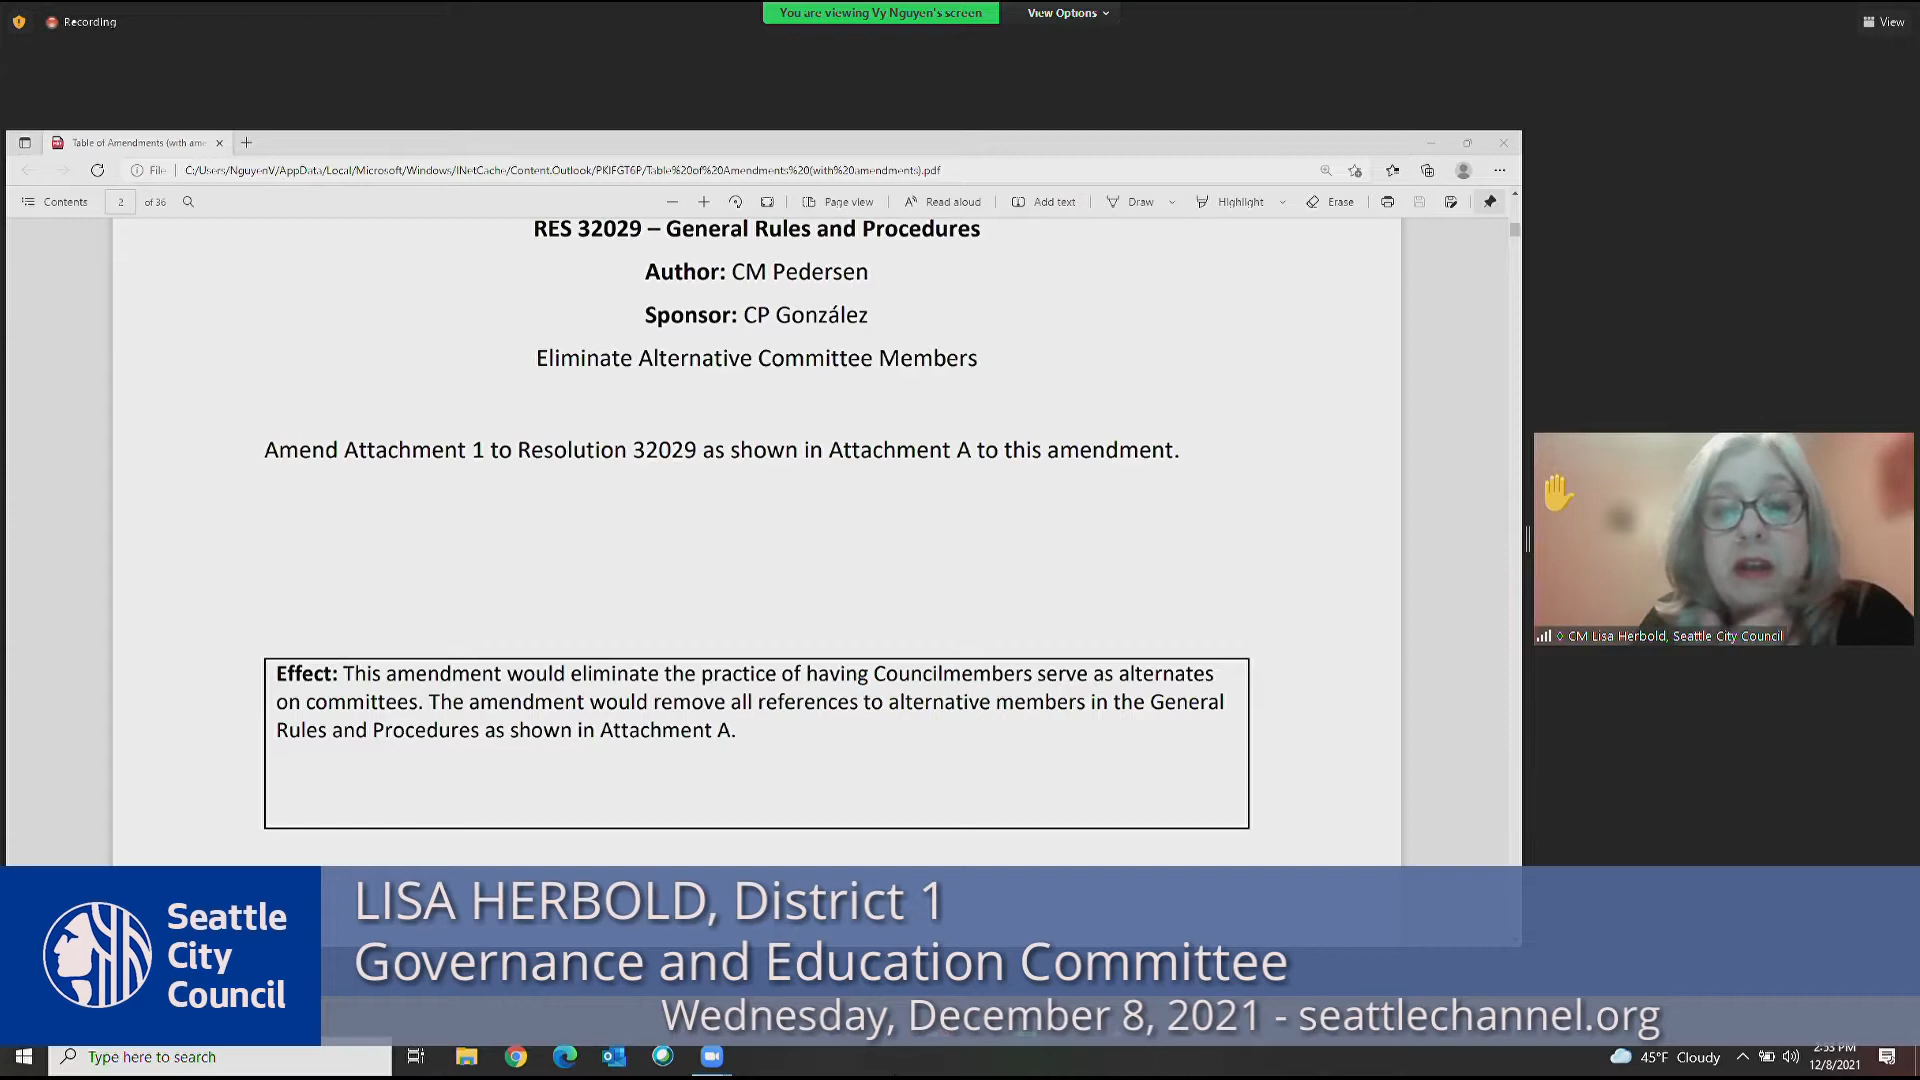 Recording
You are viewing Vy Nguyen's screen
View Options
View
Table of Amendments (with ame
File
C:/Users/NguyenV/AppData/Local/Microsoft/Windows/INetCache/Content.Outlook/PKIFGT6P/Table%20of%20Amendments%20(with%20amendments).pdf
Contents
2
of 36
Page view
Read aloud
Add text
Draw
Highlight
Erase
RES 32029 – General Rules and Procedures
Author: CM Pedersen
Sponsor: CP González
Eliminate Alternative Committee Members
Amend Attachment 1 to Resolution 32029 as shown in Attachment A to this amendment.
Effect: This amendment would eliminate the practice of having Councilmembers serve as alternates
on committees. The amendment would remove all references to alternative members in the General
Rules and Procedures as shown in Attachment A.
CM Lisa Herbold, Seattle City Council
Seattle
City
Council
LISA HERBOLD, District 1
Governance and Education Committee
Wednesday, December 8, 2021 - seattlechannel.org
Type here to search
45°F Cloudy
2:53 PM
12/8/2021